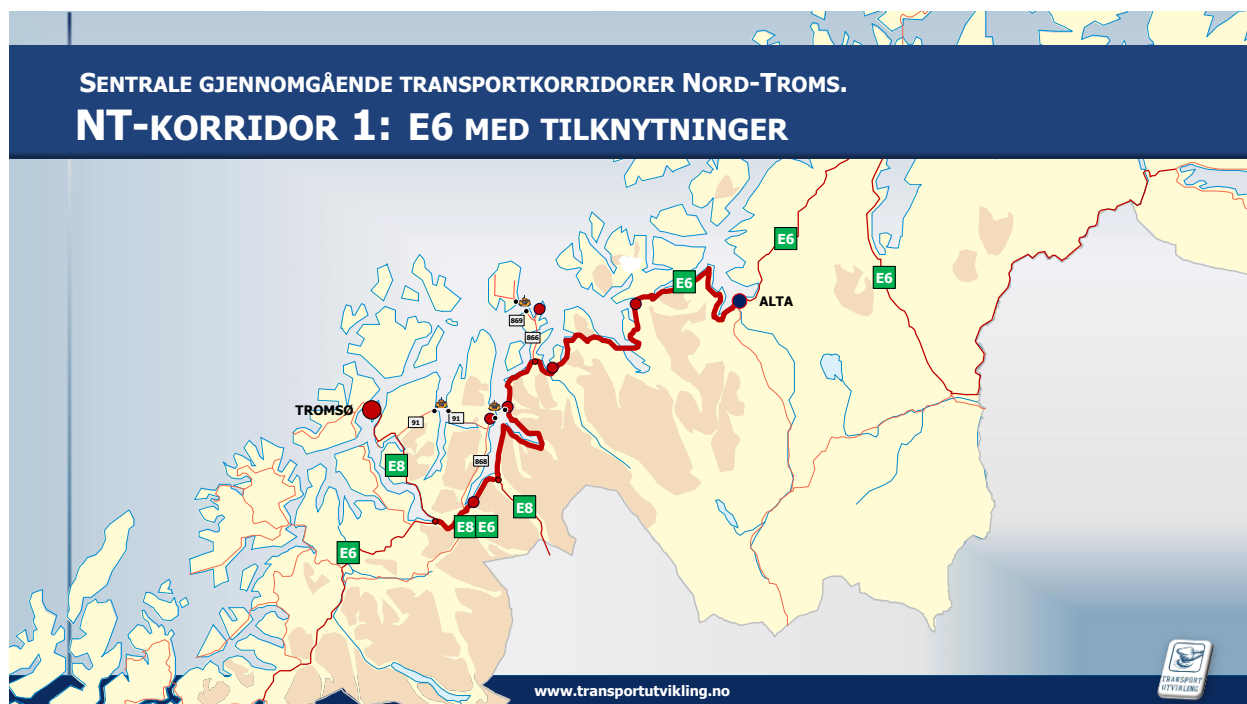 SENTRALE GJENNOMGÅENDE TRANSPORTKORRIDORER NORD-TROMS.
NT-KORRIDOR 1: E6 MED TILKNYTNINGER
E6
E6
E6
ALTA
869
866
TROMSØ
91
91
868
E8
E8
E8 E6
E6
www.transportutvikling.no
TRANSPORT
UTVIKLING